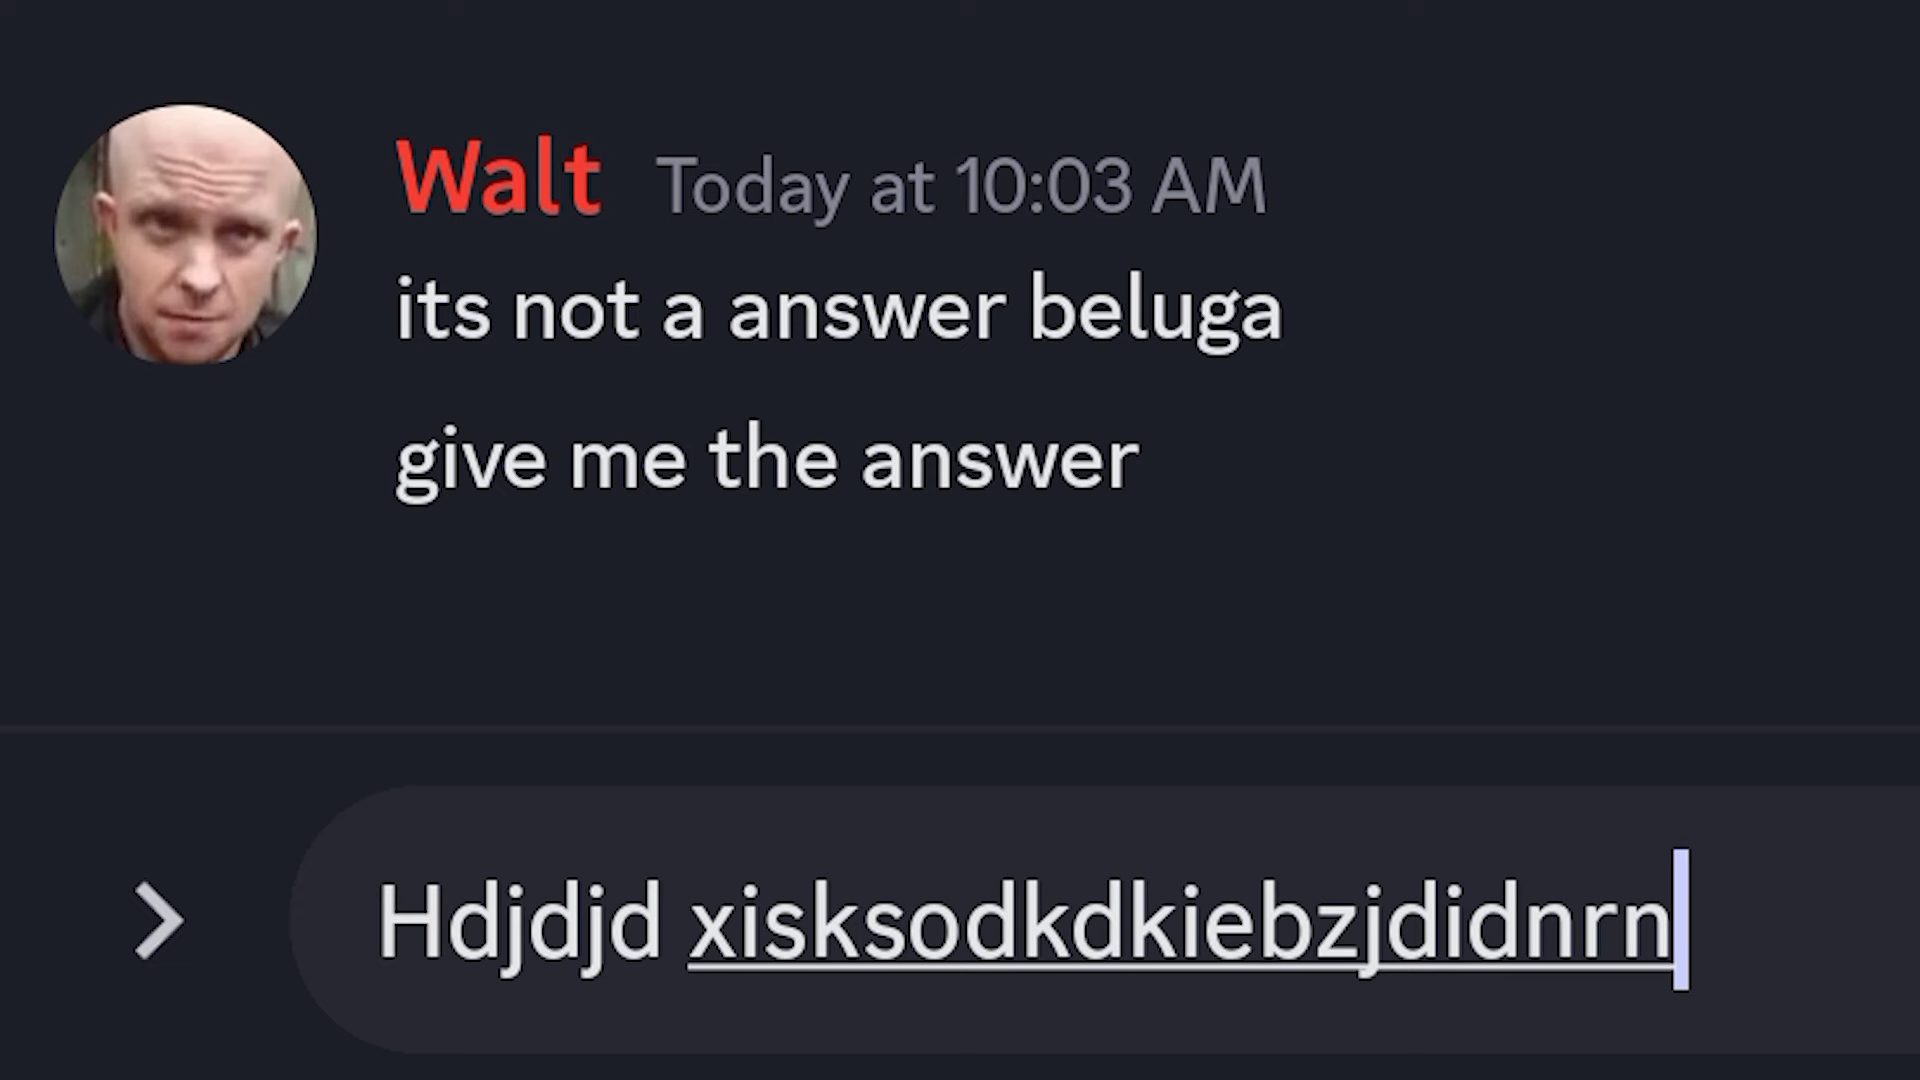 Walt Today at 10:03 AM
its not a answer beluga
give me the answer
Hdjdjd xisksodkdkiebzjdidnrn